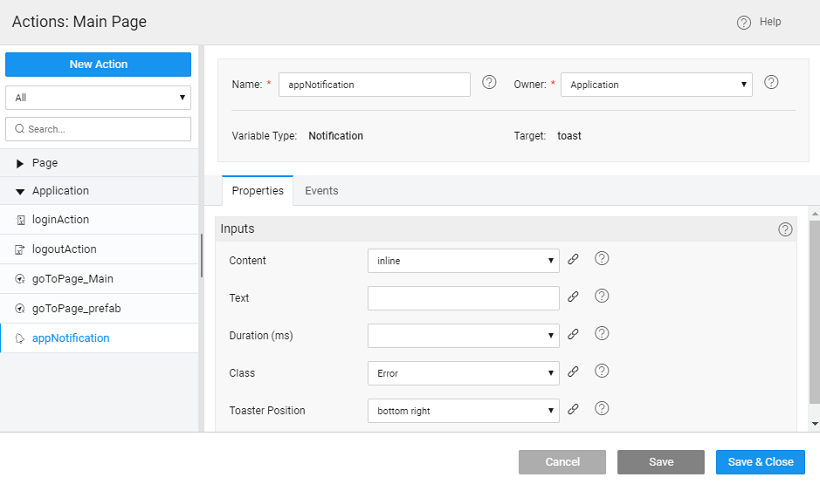 Actions: Main Page
Help
New Action
All
Search...
Page
Application
loginAction
logoutAction
goToPage_Main
goToPage_prefab
appNotification
Name: * appNotification Owner: * Application
Variable Type: Notification Target: toast
Properties Events
Inputs
Content inline
Text
Duration (ms)
Class Error
Toaster Position bottom right
Cancel Save Save & Close